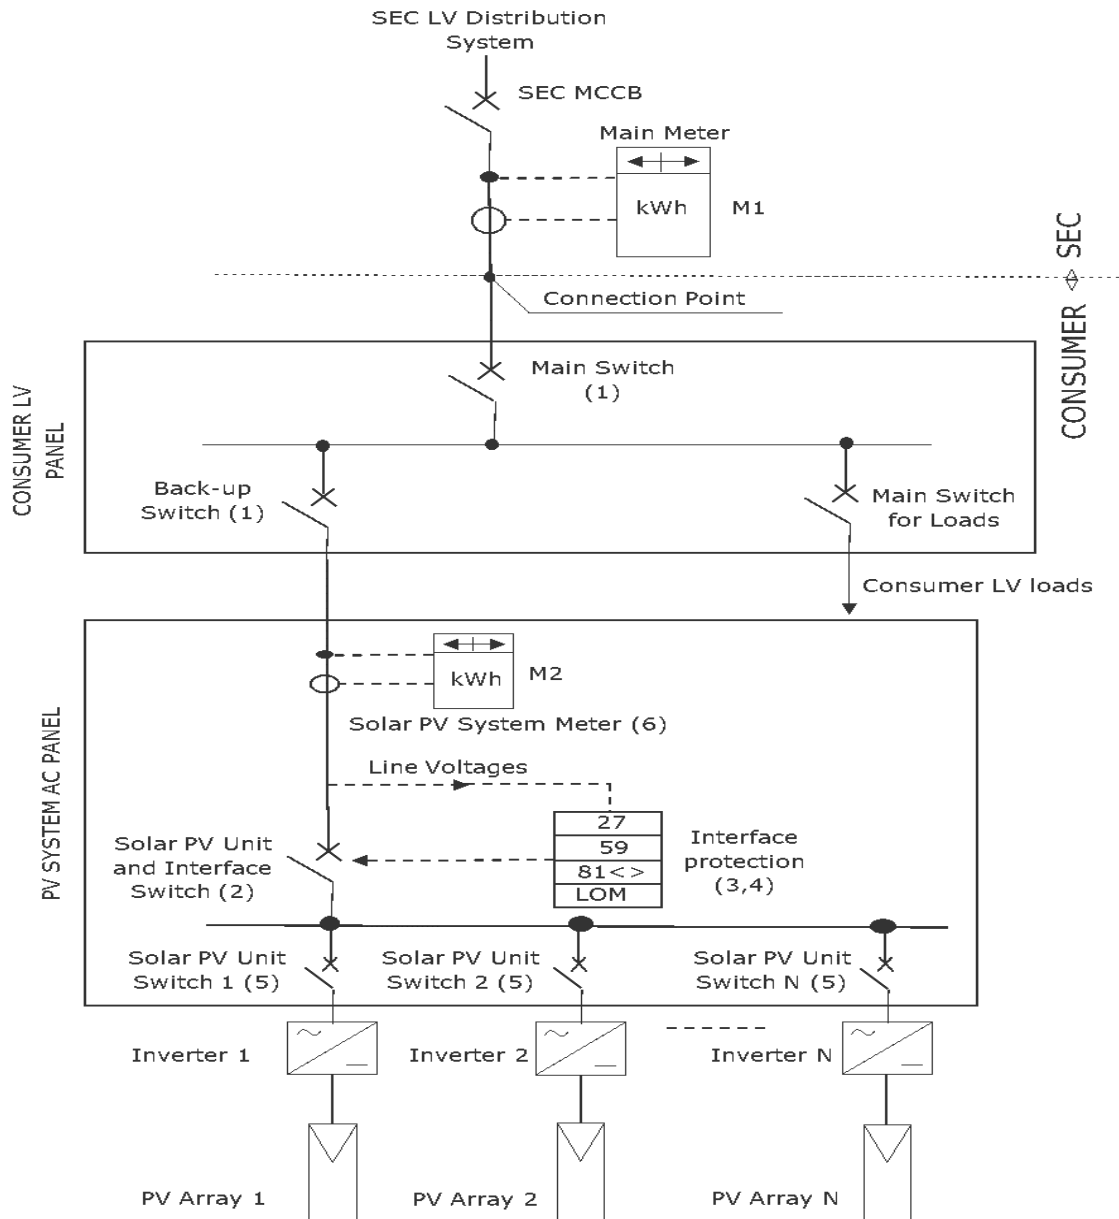 SEC LV Distribution
System
SEC MCCB
Main Meter
kWh
M1
SEC
CONSUMER
Connection Point
CONSUMER LV
PANEL
Main Switch
(1)
Back-up
Switch (1)
Main Switch
for Loads
Consumer LV loads
PV SYSTEM AC PANEL
kWh
M2
Solar PV System Meter (6)
Line Voltages
27
59
81<>
LOM
Interface
protection
(3,4)
Solar PV Unit
and Interface
Switch (2)
Solar PV Unit
Switch 1 (5)
Solar PV Unit
Switch 2 (5)
Solar PV Unit
Switch N (5)
Inverter 1
Inverter 2
Inverter N
PV Array 1
PV Array 2
PV Array N